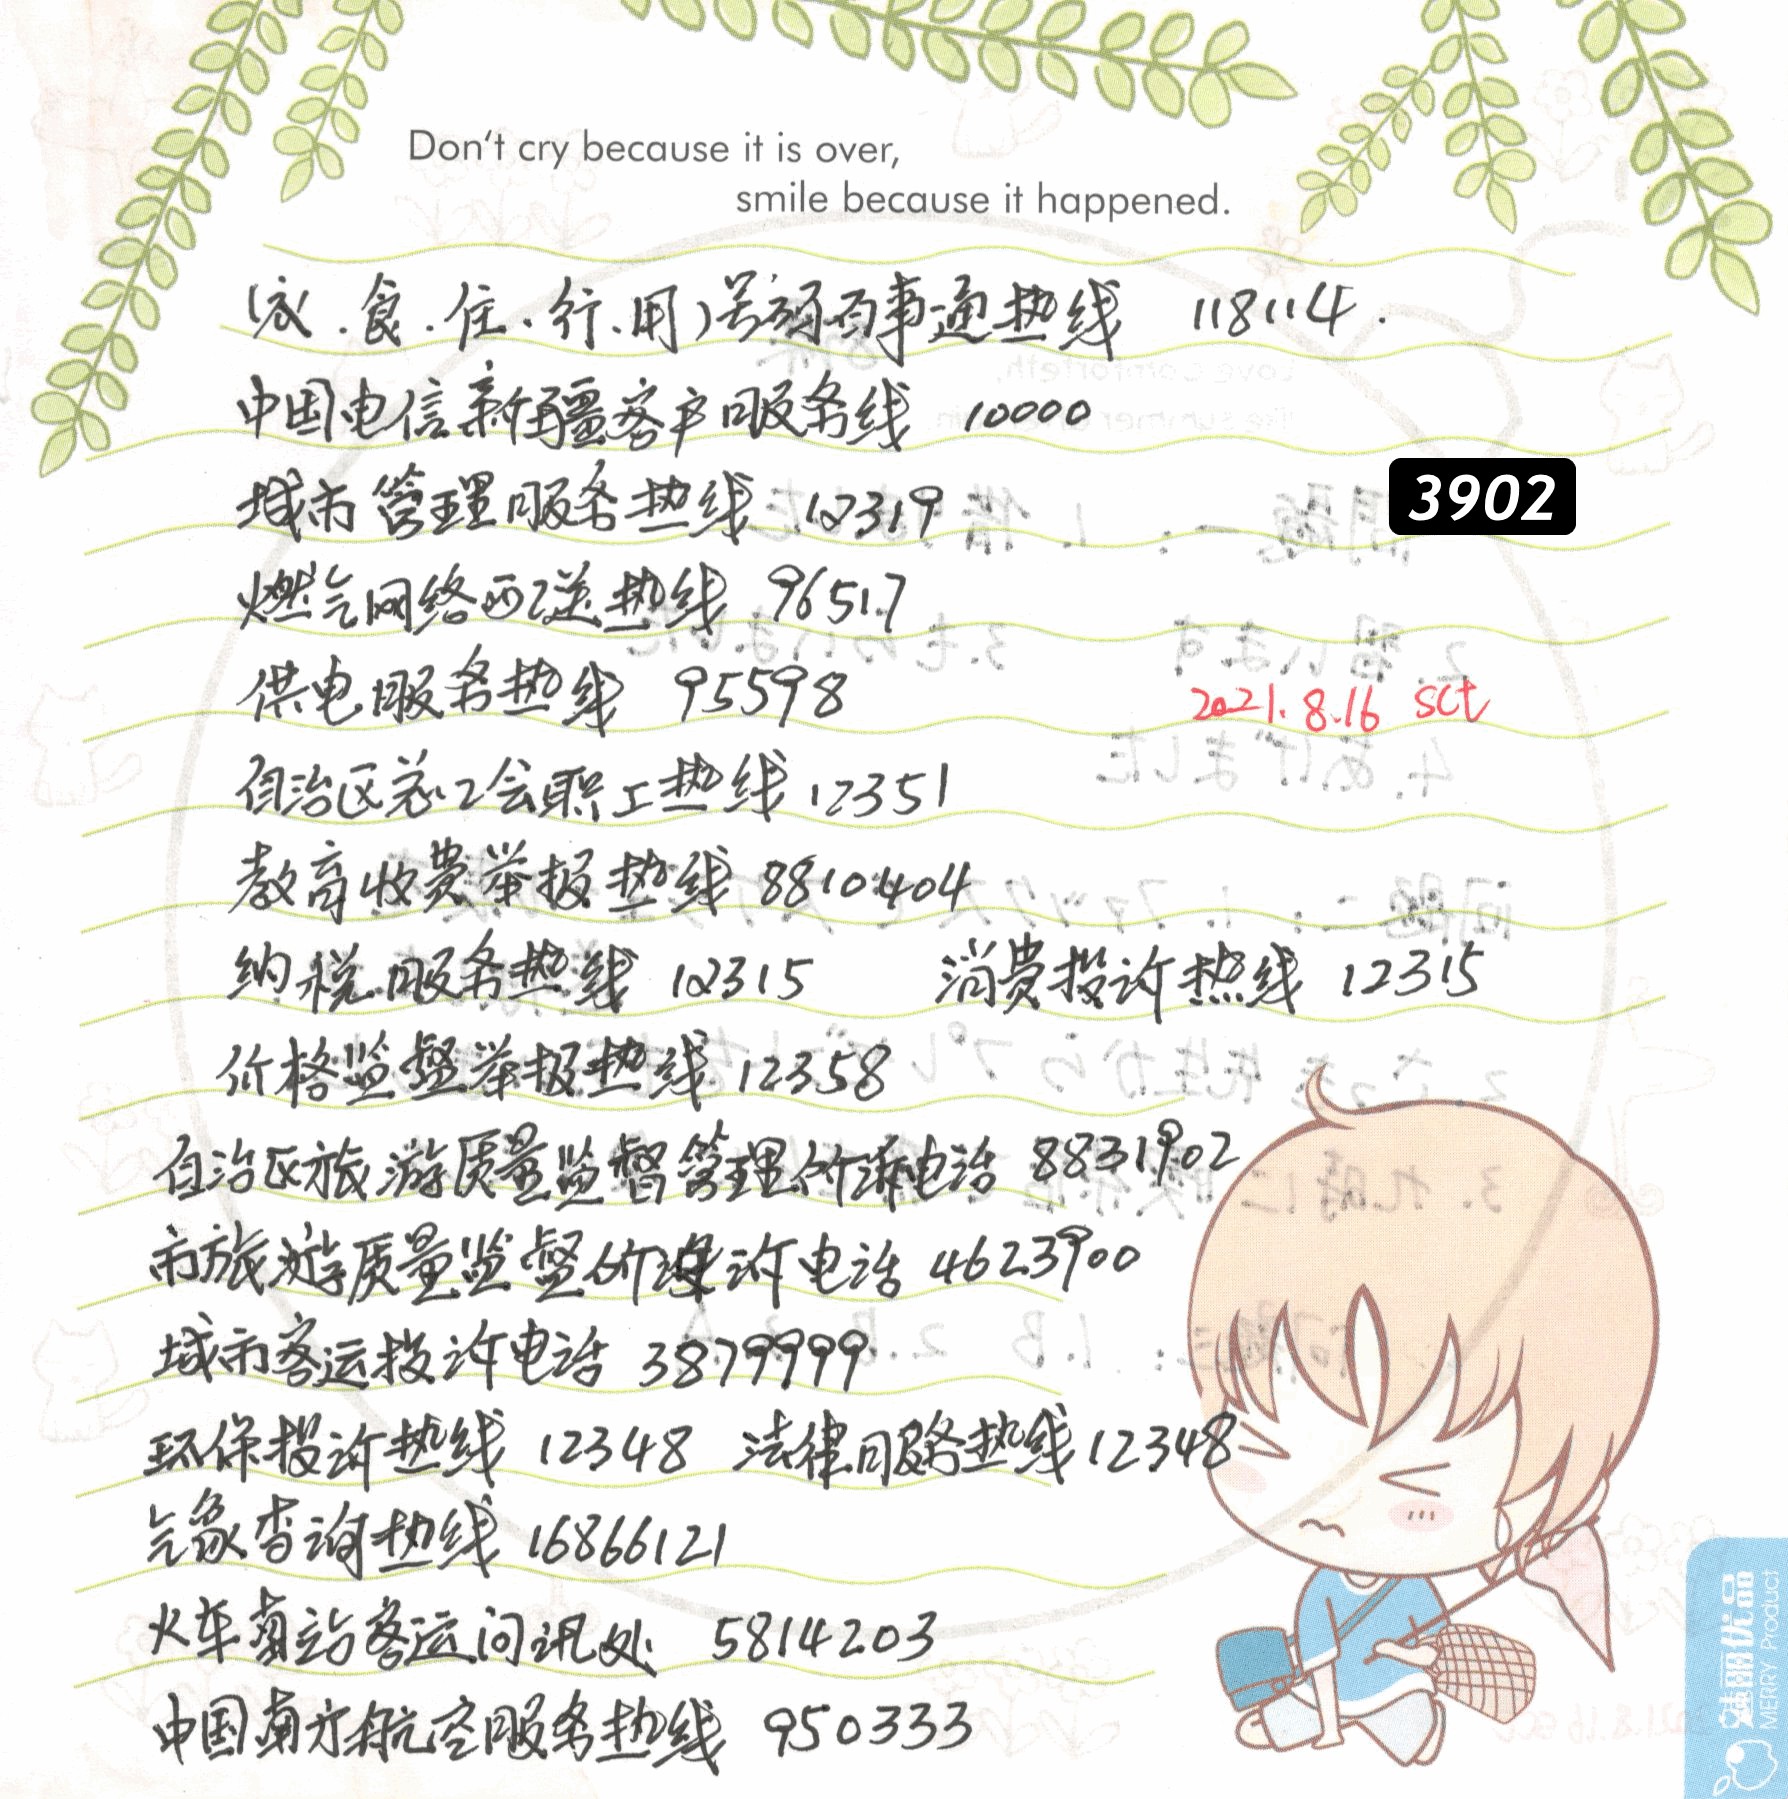 Don't cry because it is over,
smile because it happened.
(衣.食.住.行.用)号码百事通热线 118114.
中国电信新疆客户服务线 10000
城市管理服务热线 12319
3902
燃气网络配送热线 96517
供电服务热线 95598
2021.8.16 sct
自治区总工会职工热线 12351
教育收费举报热线 8810404
纳税服务热线 12315 消费投诉热线 12315
价格监督举报热线 12358
自治区旅游质量监督管理所诉电话 8831902
市旅游质量监督所 诉电话 4623900
城市客运投诉电话 3879999
环保投诉热线 12348 法律服务热线 12348
气象查询热线 16866121
火车南站客运问讯处 5814203
中国南方航空服务热线 950333
魅丽优品
MERRY Product